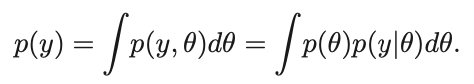 p(y) = ∫ p(y, θ)dθ = ∫ p(θ)p(y|θ)dθ.